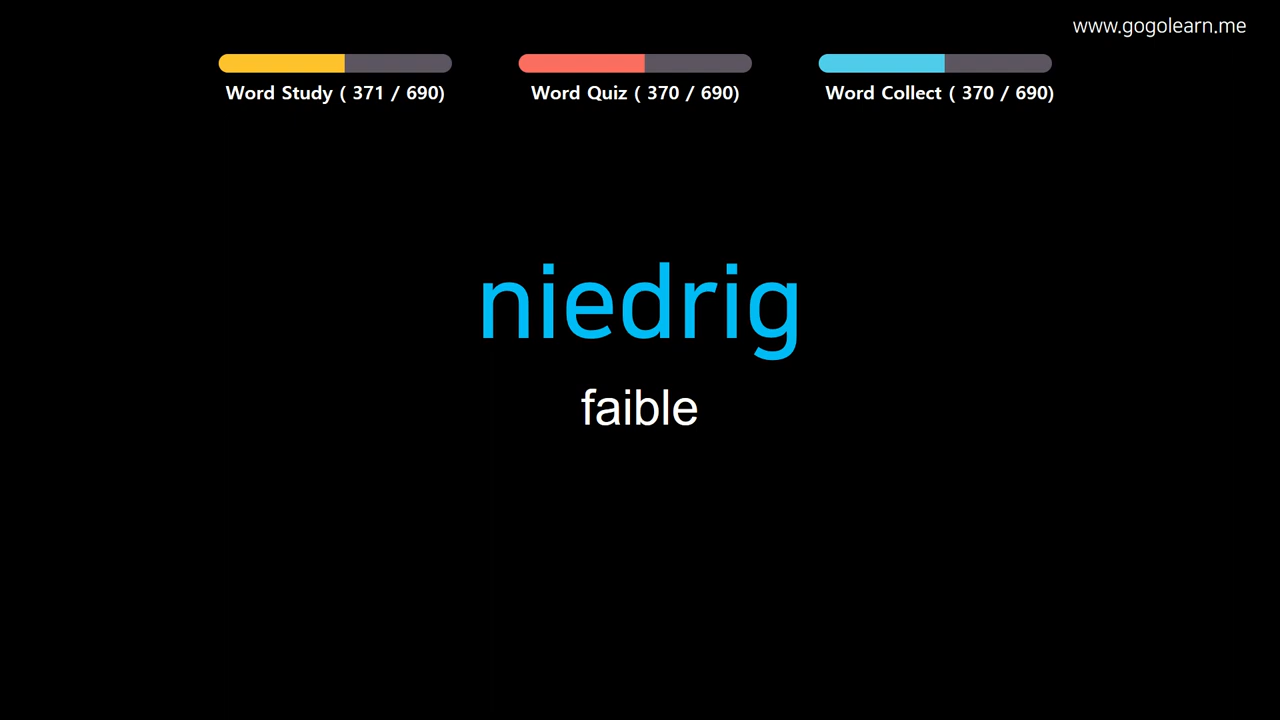 www.gogolearn.me
Word Study ( 371 / 690)
Word Quiz ( 370 / 690)
Word Collect ( 370 / 690)
niedrig
faible